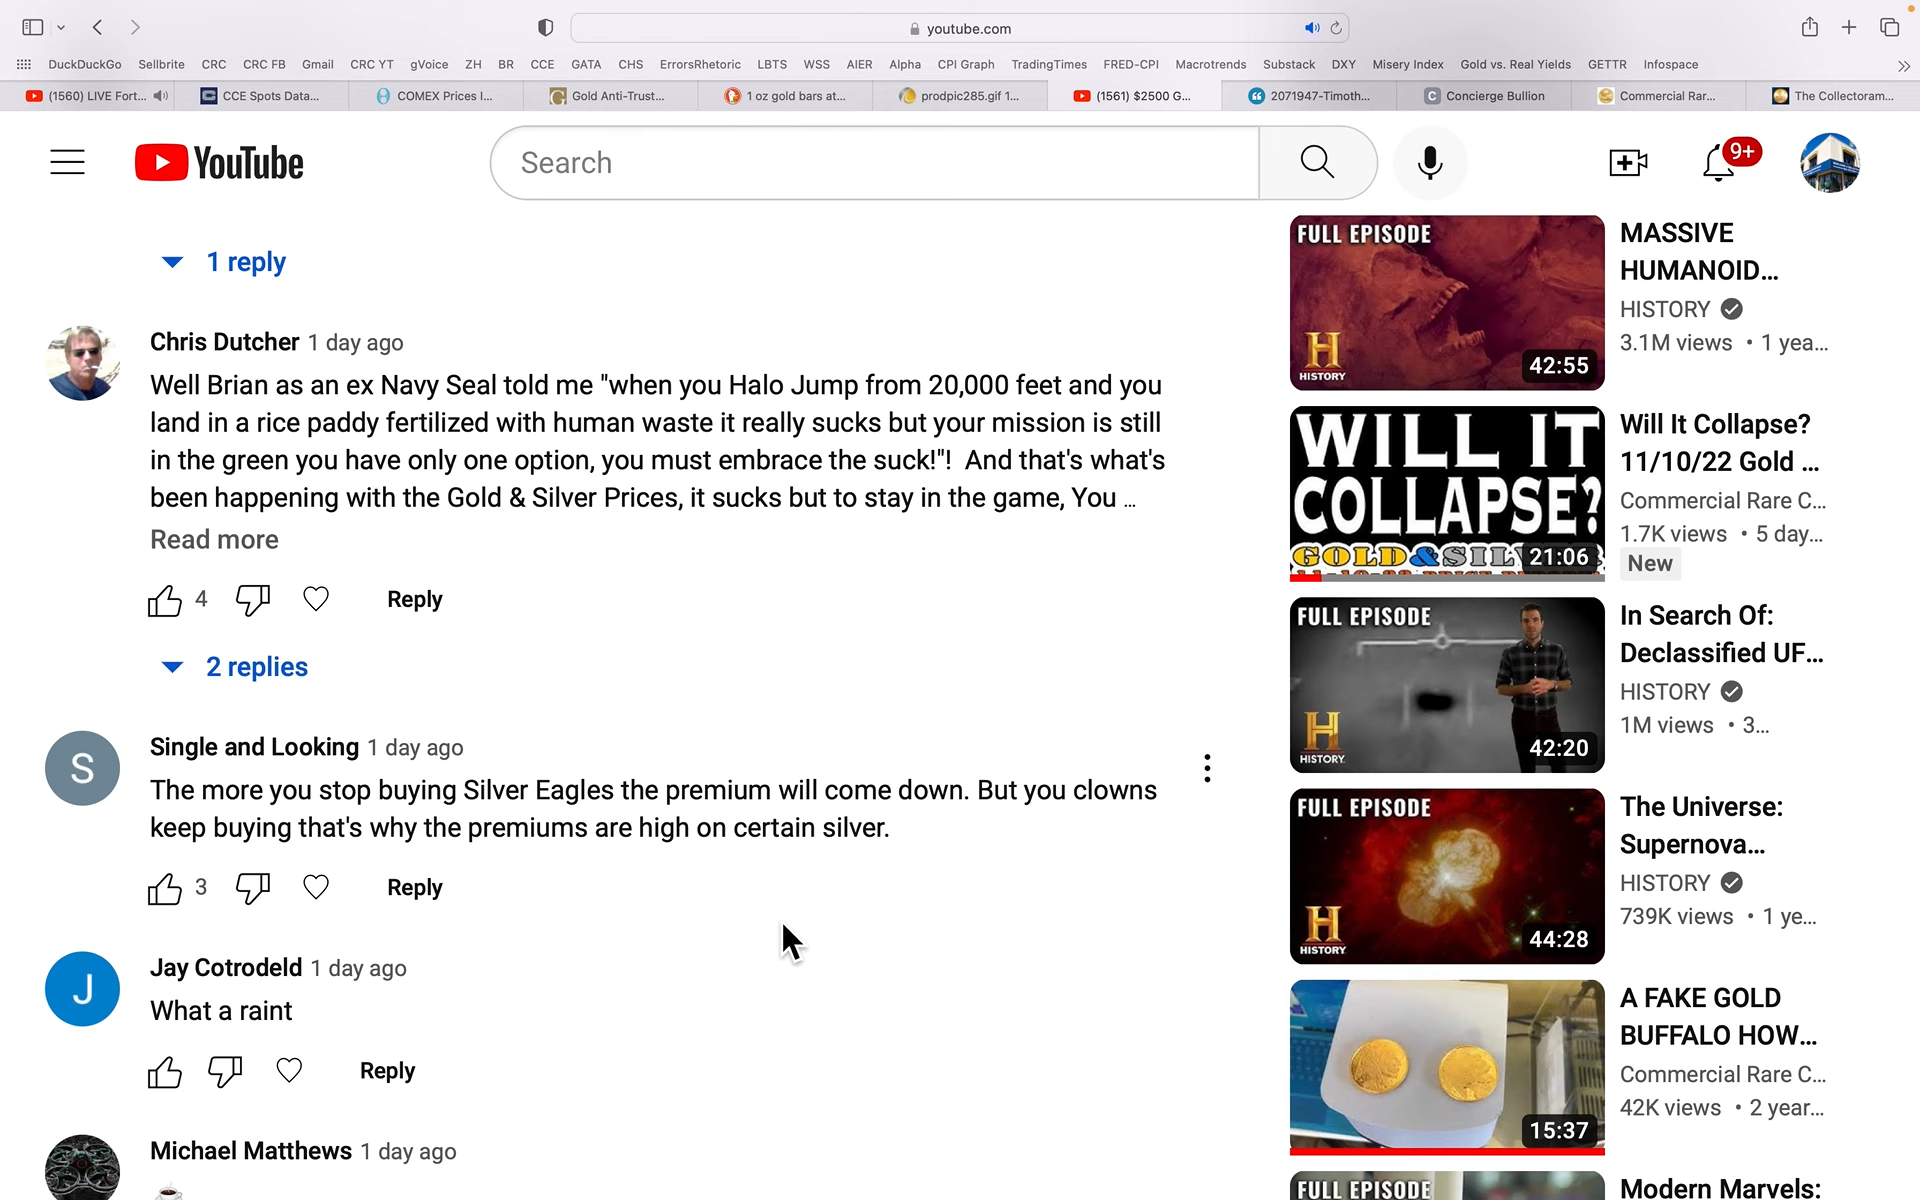 youtube.com
DuckDuckGo Sellbrite CRC CRC FB Gmail CRC YT gVoice ZH BR CCE GATA CHS ErrorsRhetoric LBTS WSS AIER Alpha CPI Graph TradingTimes FRED-CPI Macrotrends Substack DXY Misery Index Gold vs. Real Yields GETTR Infospace
(1560) LIVE Fort... CCE Spots Data... COMEX Prices I... Gold Anti-Trust... 1 oz gold bars at... prodpic285.gif 1... (1561) $2500 G... 2071947-Timoth... C Concierge Bullion Commercial Rar... The Collectoram...
YouTube
Search
9+
1 reply
Chris Dutcher 1 day ago
Well Brian as an ex Navy Seal told me "when you Halo Jump from 20,000 feet and you
land in a rice paddy fertilized with human waste it really sucks but your mission is still
in the green you have only one option, you must embrace the suck!"! And that's what's
been happening with the Gold & Silver Prices, it sucks but to stay in the game, You ...
Read more
4 Reply
2 replies
S
Single and Looking 1 day ago
The more you stop buying Silver Eagles the premium will come down. But you clowns
keep buying that's why the premiums are high on certain silver.
3 Reply
J
Jay Cotrodeld 1 day ago
What a raint
Reply
Michael Matthews 1 day ago
FULL EPISODE
H
HISTORY
42:55
MASSIVE
HUMANOID...
HISTORY
3.1M views • 1 yea...
WILL IT
COLLAPSE?
GOLD&SIL
21:06
Will It Collapse?
11/10/22 Gold ...
Commercial Rare C...
1.7K views • 5 day...
New
FULL EPISODE
H
HISTORY
42:20
In Search Of:
Declassified UF...
HISTORY
1M views • 3...
FULL EPISODE
H
HISTORY
44:28
The Universe:
Supernova...
HISTORY
739K views • 1 ye...
15:37
A FAKE GOLD
BUFFALO HOW...
Commercial Rare C...
42K views • 2 year...
FULL EPISODE
Modern Marvels: